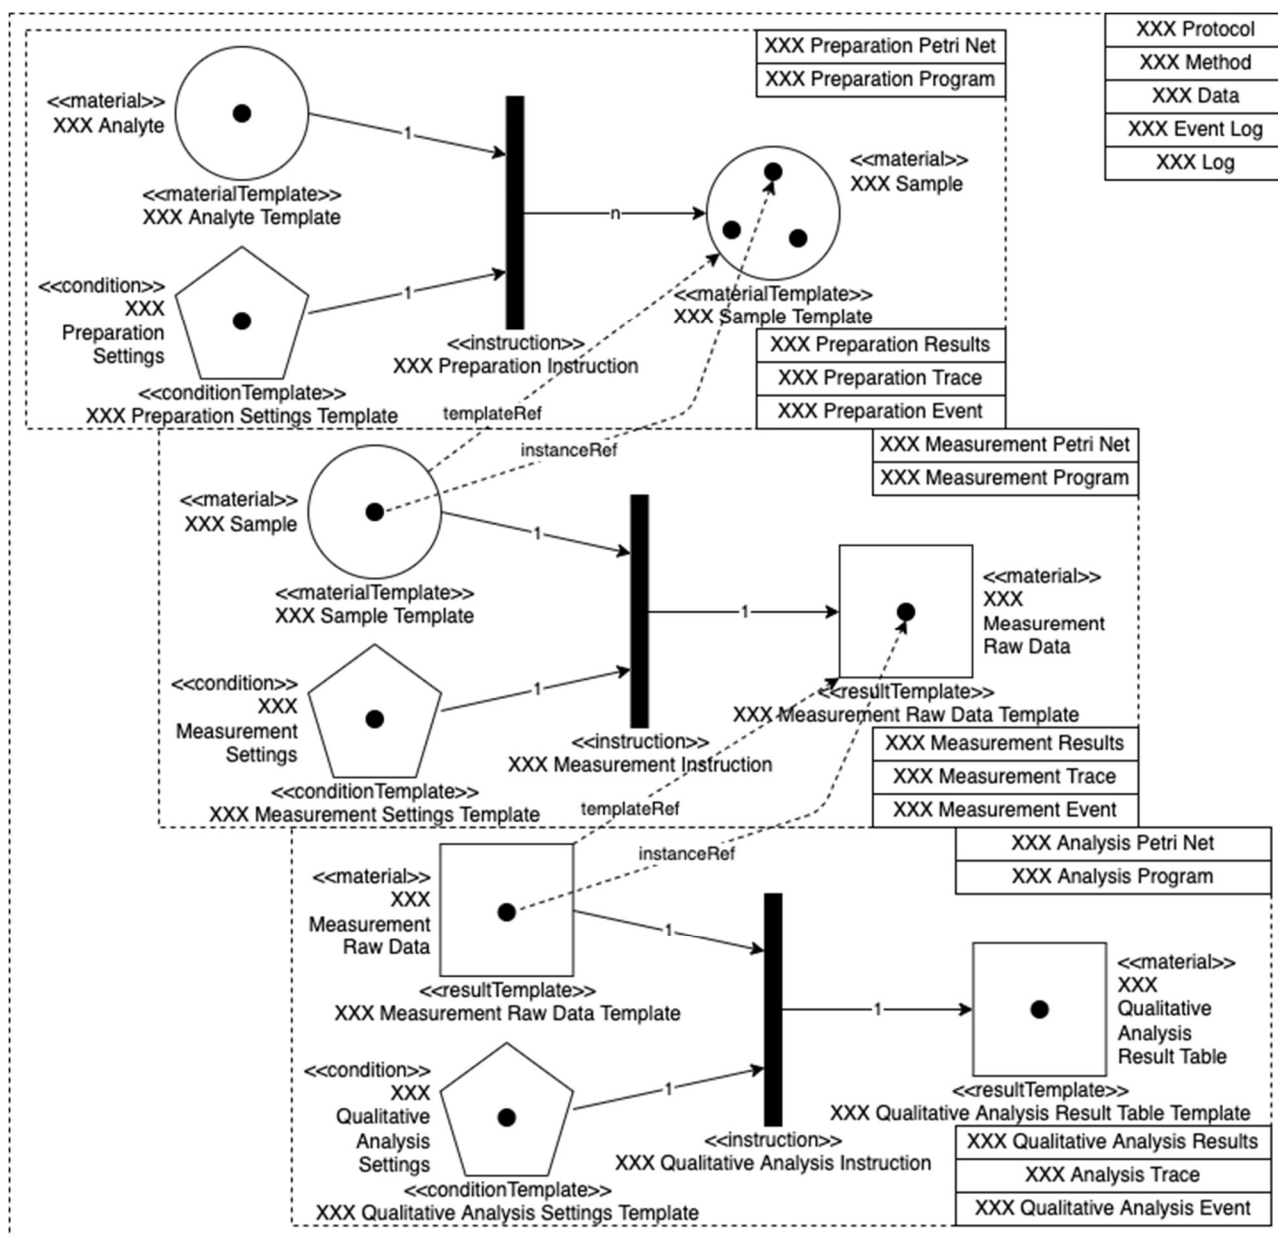 XXX Protocol
XXX Method
XXX Data
XXX Event Log
XXX Log
XXX Preparation Petri Net
XXX Preparation Program
<<material>>
XXX Analyte
1
<<materialTemplate>>
XXX Analyte Template
<<material>>
XXX Sample
n
<<condition>>
XXX
Preparation
Settings
1
<<materialTemplate>>
XXX Sample Template
<<instruction>>
XXX Preparation Instruction
<<conditionTemplate>>
XXX Preparation Settings Template
XXX Preparation Results
XXX Preparation Trace
XXX Preparation Event
templateRef
instanceRef
XXX Measurement Petri Net
XXX Measurement Program
<<material>>
XXX Sample
1
<<materialTemplate>>
XXX Sample Template
1
<<material>>
XXX
Measurement
Raw Data
<<condition>>
XXX
Measurement
Settings
1
<<resultTemplate>>
XXX Measurement Raw Data Template
<<instruction>>
XXX Measurement Instruction
<<conditionTemplate>>
XXX Measurement Settings Template
XXX Measurement Results
XXX Measurement Trace
XXX Measurement Event
templateRef
instanceRef
XXX Analysis Petri Net
XXX Analysis Program
<<material>>
XXX
Measurement
Raw Data
1
<<resultTemplate>>
XXX Measurement Raw Data Template
1
<<material>>
XXX
Qualitative
Analysis
Result Table
<<condition>>
XXX
Qualitative
Analysis
Settings
1
<<resultTemplate>>
XXX Qualitative Analysis Result Table Template
<<instruction>>
XXX Qualitative Analysis Instruction
<<conditionTemplate>>
XXX Qualitative Analysis Settings Template
XXX Qualitative Analysis Results
XXX Analysis Trace
XXX Qualitative Analysis Event